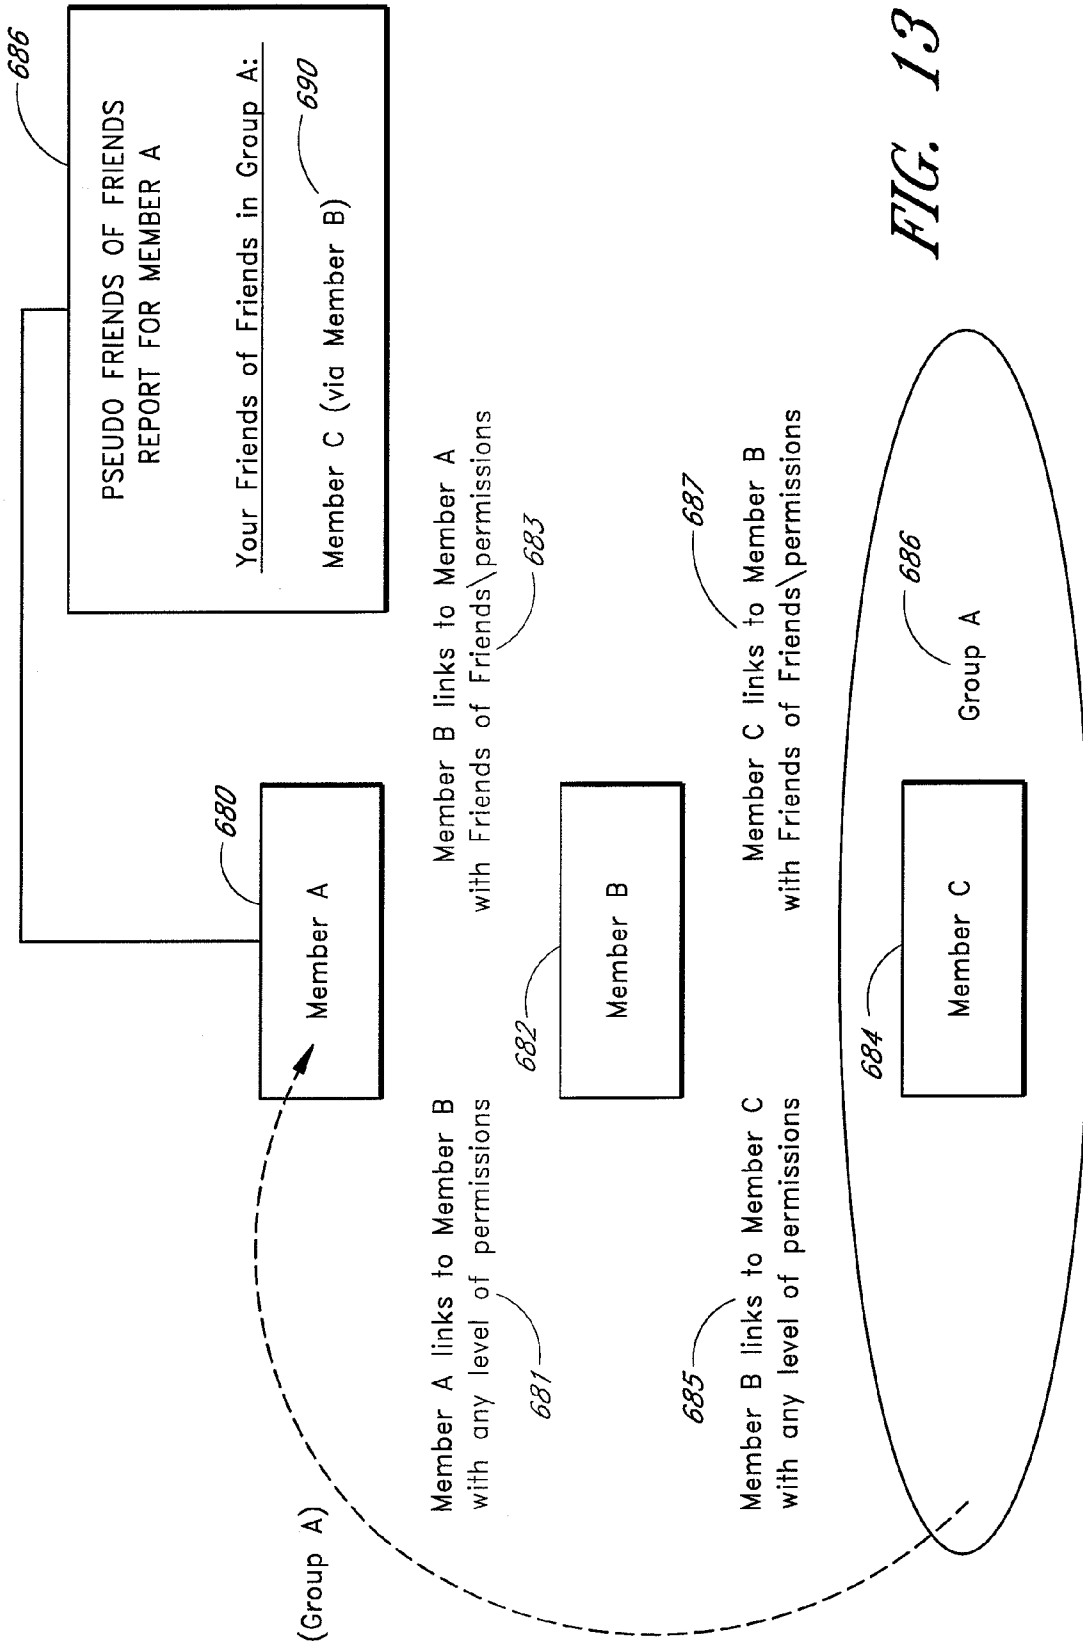 686
PSEUDO FRIENDS OF FRIENDS
REPORT FOR MEMBER A
Your Friends of Friends in Group A:
Member C (via Member B)
690
(Group A)
680
Member A
Member A links to Member B
with any level of permissions
681
Member B links to Member A
with Friends of Friends\permissions
683
682
Member B
685
Member B links to Member C
with any level of permissions
687
Member C links to Member B
with Friends of Friends\permissions
684
Member C
686
Group A
FIG. 13